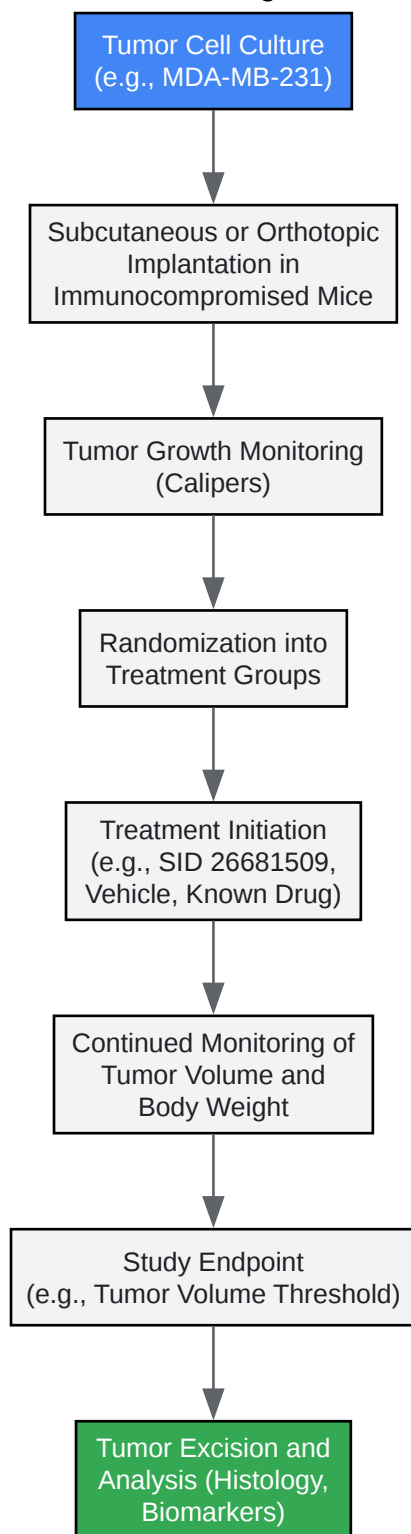 Tumor Cell Culture
(e.g., MDA-MB-231)
Subcutaneous or Orthotopic
Implantation in
Immunocompromised Mice
Tumor Growth Monitoring
(Calipers)
Randomization into
Treatment Groups
Treatment Initiation
(e.g., SID 26681509,
Vehicle, Known Drug)
Continued Monitoring of
Tumor Volume and
Body Weight
Study Endpoint
(e.g., Tumor Volume Threshold)
Tumor Excision and
Analysis (Histology,
Biomarkers)